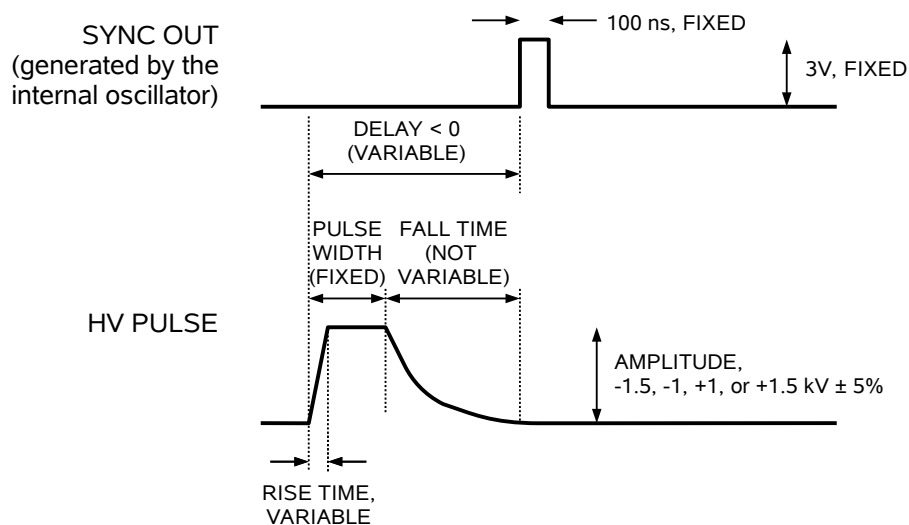 SYNC OUT
(generated by the
internal oscillator)
100 ns, FIXED
3V, FIXED
DELAY < 0
(VARIABLE)
PULSE
WIDTH
(FIXED)
FALL TIME
(NOT
VARIABLE)
HV PULSE
AMPLITUDE,
-1.5, -1, +1, or +1.5 kV ± 5%
RISE TIME,
VARIABLE